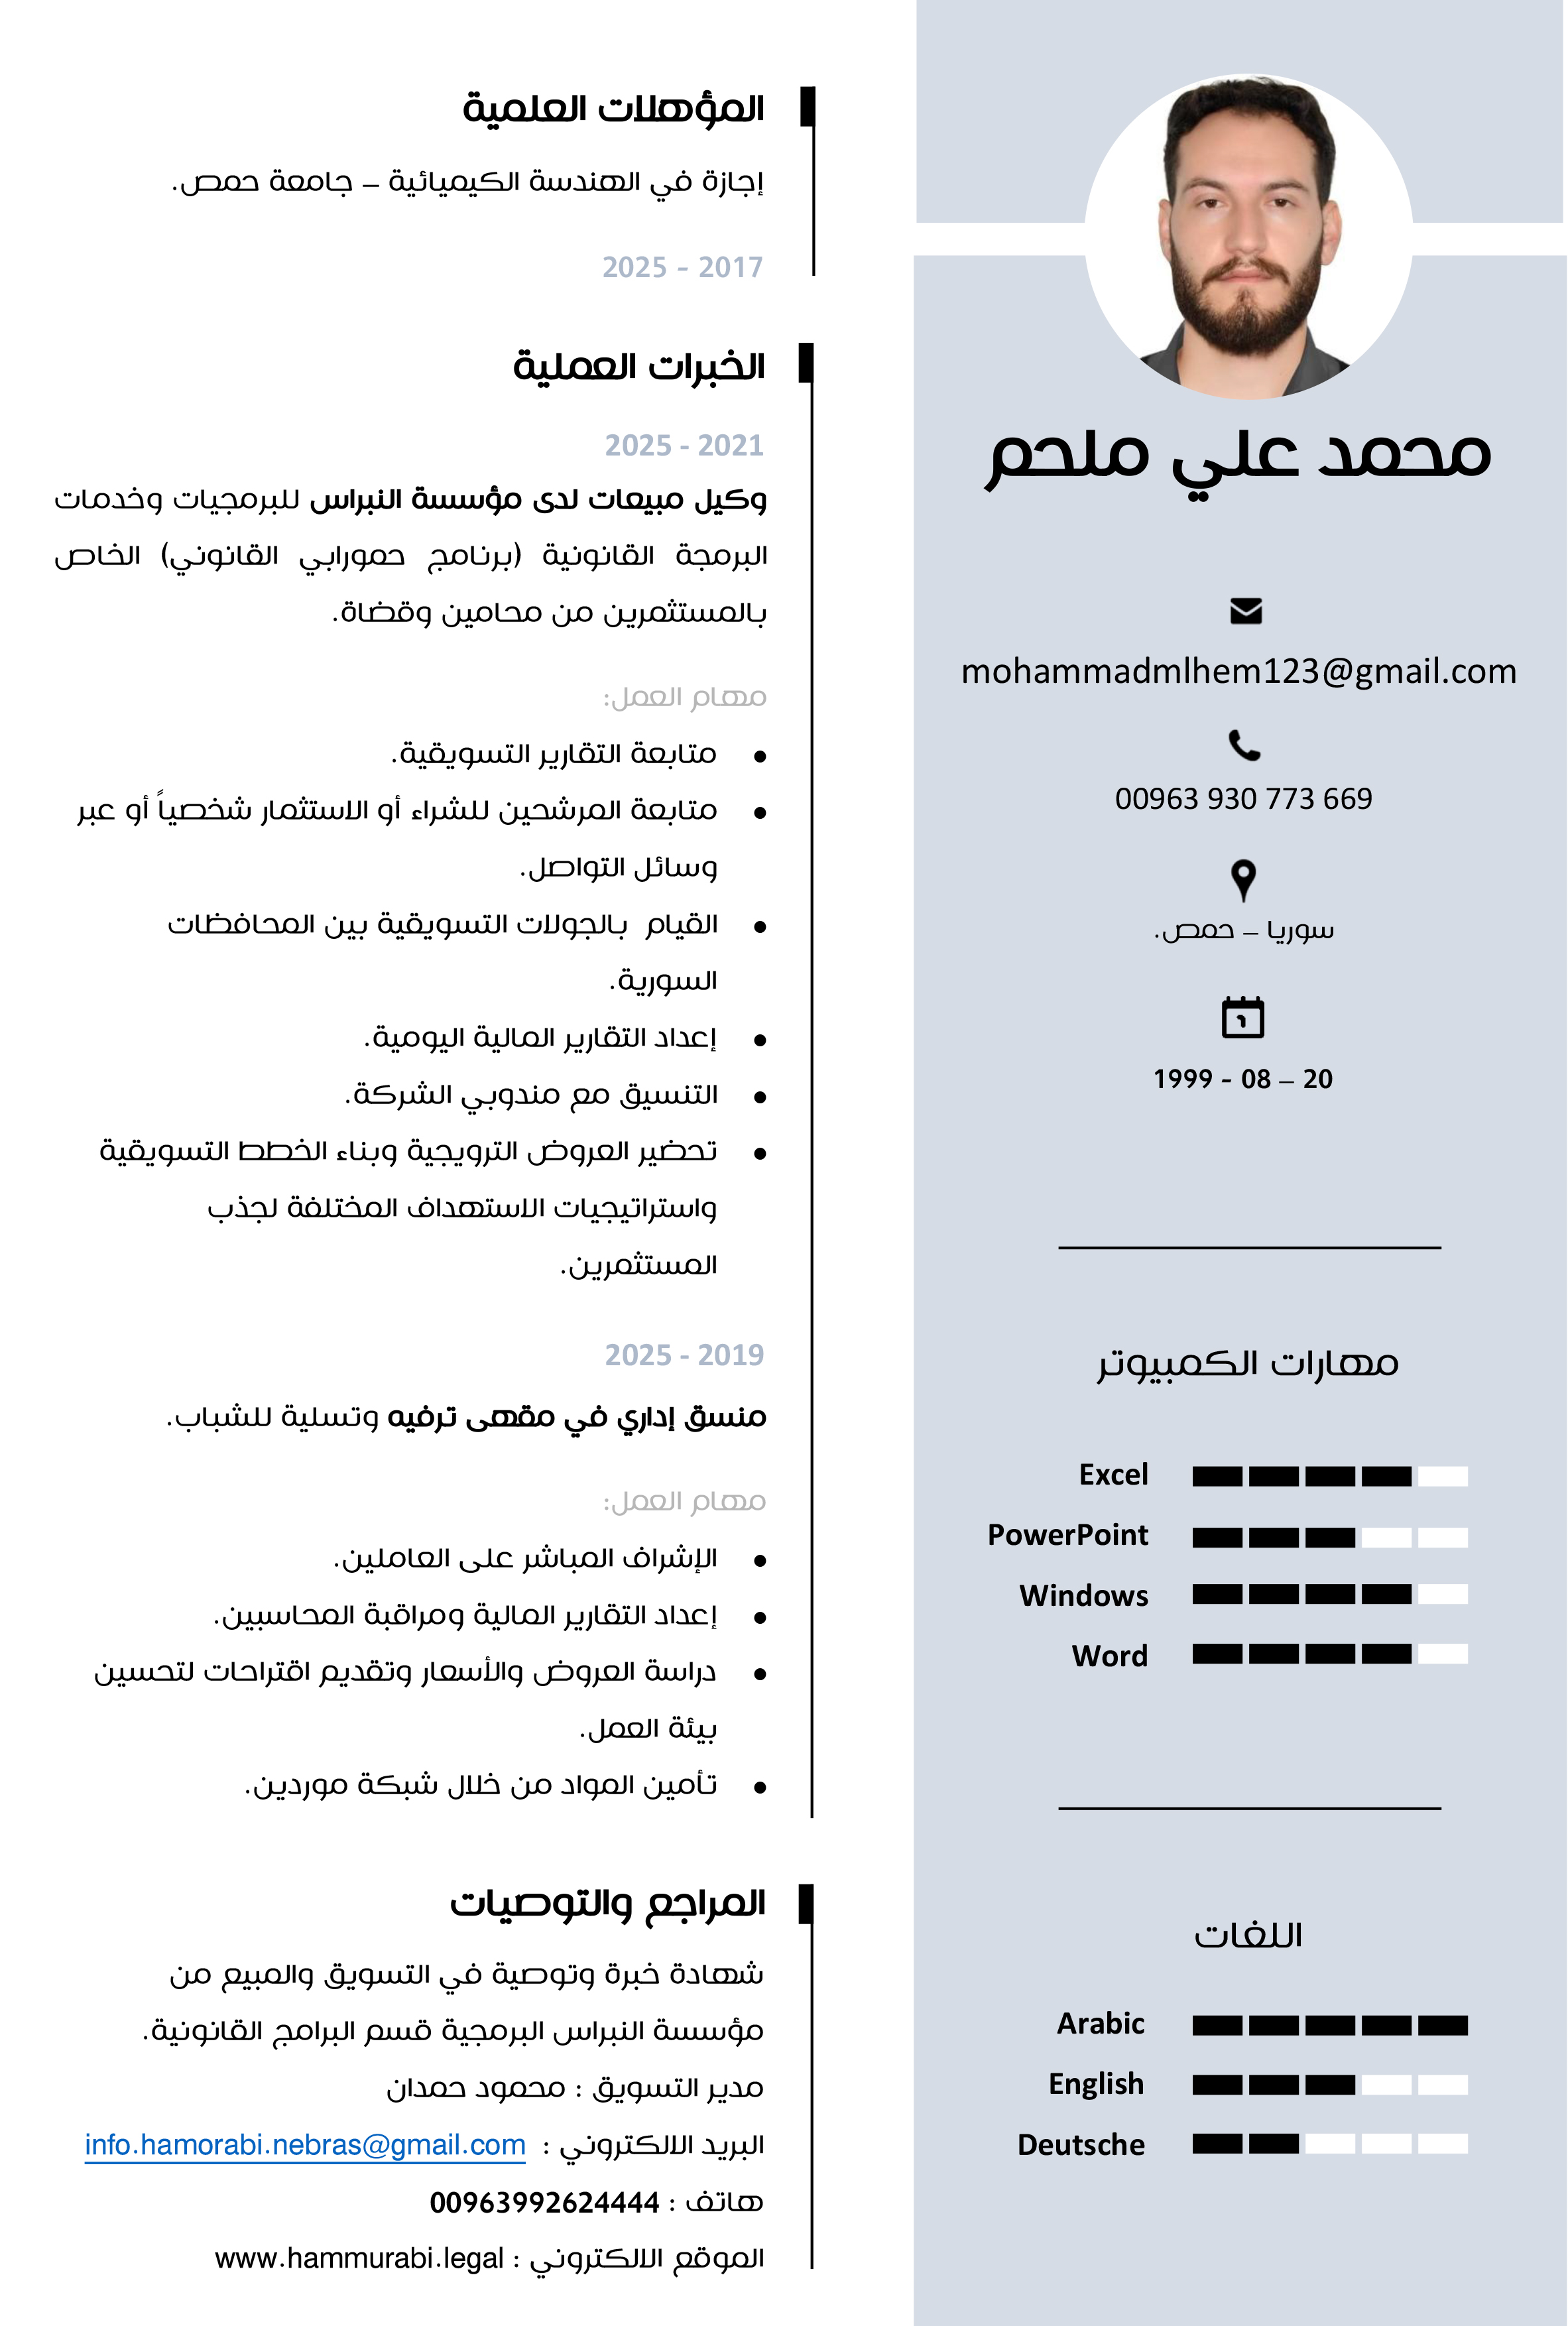 محمد علي ملحم
mohammadmlhem123@gmail.com
00963 930 773 669
سوريا – حمص.
1999 - 08 – 20
مهارات الكمبيوتر
Excel
PowerPoint
Windows
Word
اللغات
Arabic
English
Deutsche
المؤهلات العلمية
إجازة في الهندسة الكيميائية – جامعة حمص.
2025 - 2017
الخبرات العملية
2025 - 2021
وكيل مبيعات لدى مؤسسة النبراس للبرمجيات وخدمات
البرمجة القانونية (برنامج حمورابي القانوني) الخاص
بالمستثمرين من محامين وقضاة.
مهام العمل:
• متابعة التقارير التسويقية.
• متابعة المرشحين للشراء أو الاستثمار شخصياً أو عبر
وسائل التواصل.
• القيام بالجولات التسويقية بين المحافظات
السورية.
• إعداد التقارير المالية اليومية.
• التنسيق مع مندوبي الشركة.
• تحضير العروض الترويجية وبناء الخطط التسويقية
واستراتيجيات الاستهداف المختلفة لجذب
المستثمرين.
2025 - 2019
منسق إداري في مقهى ترفيه وتسلية للشباب.
مهام العمل:
• الإشراف المباشر على العاملين.
• إعداد التقارير المالية ومراقبة المحاسبين.
• دراسة العروض والأسعار وتقديم اقتراحات لتحسين
بيئة العمل.
• تأمين المواد من خلال شبكة موردين.
المراجع والتوصيات
شهادة خبرة وتوصية في التسويق والمبيع من
مؤسسة النبراس البرمجية قسم البرامج القانونية.
مدير التسويق : محمود حمدان
البريد الالكتروني : info.hamorabi.nebras@gmail.com
هاتف : 00963992624444
الموقع الالكتروني : www.hammurabi.legal